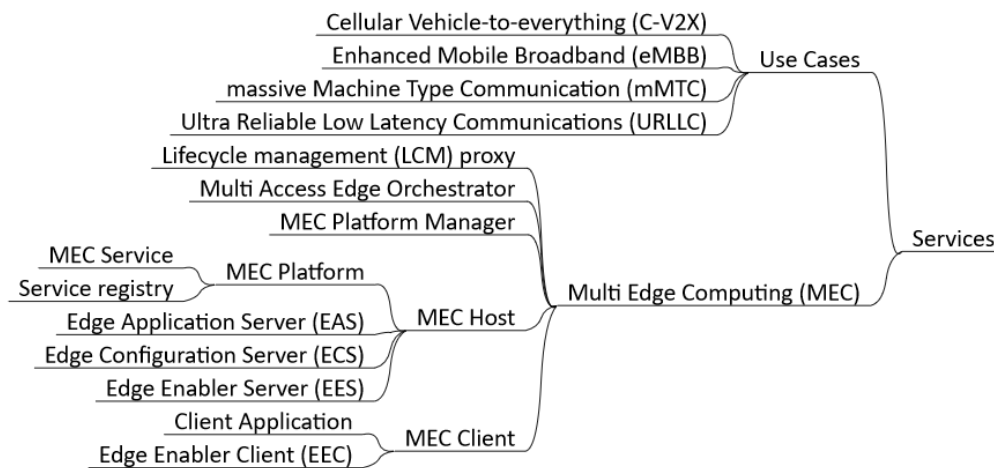 Cellular Vehicle-to-everything (C-V2X)
Enhanced Mobile Broadband (eMBB)
Use Cases
massive Machine Type Communication (mMTC)
Ultra Reliable Low Latency Communications (URLLC)
Lifecycle management (LCM) proxy
Multi Access Edge Orchestrator
MEC Platform Manager
Services
MEC Service
MEC Platform
Service registry
Multi Edge Computing (MEC)
MEC Host
Edge Application Server (EAS)
Edge Configuration Server (ECS)
Edge Enabler Server (EES)
Client Application
MEC Client
Edge Enabler Client (EEC)